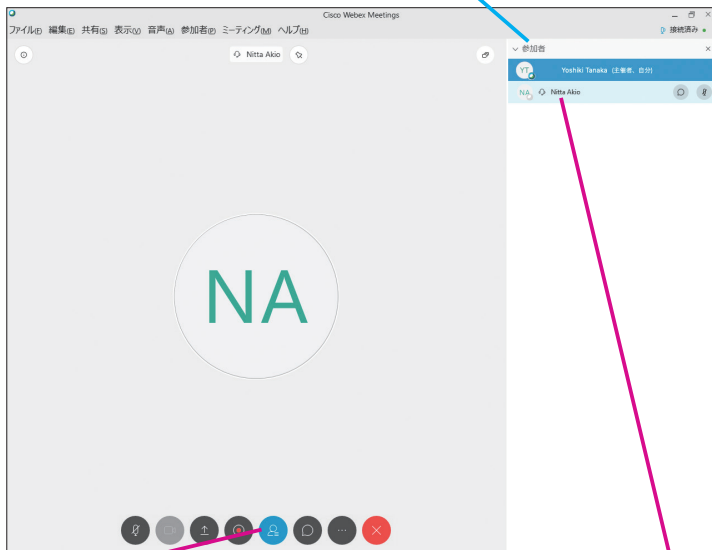 Cisco Webex Meetings
ファイル(F) 編集(E) 共有(S) 表示(V) 音声(A) 参加者(P) ミーティング(M) ヘルプ(H)
接続済み
Nitta Akio
参加者
YT Yoshiki Tanaka (主催者、自分)
NA Nitta Akio
NA